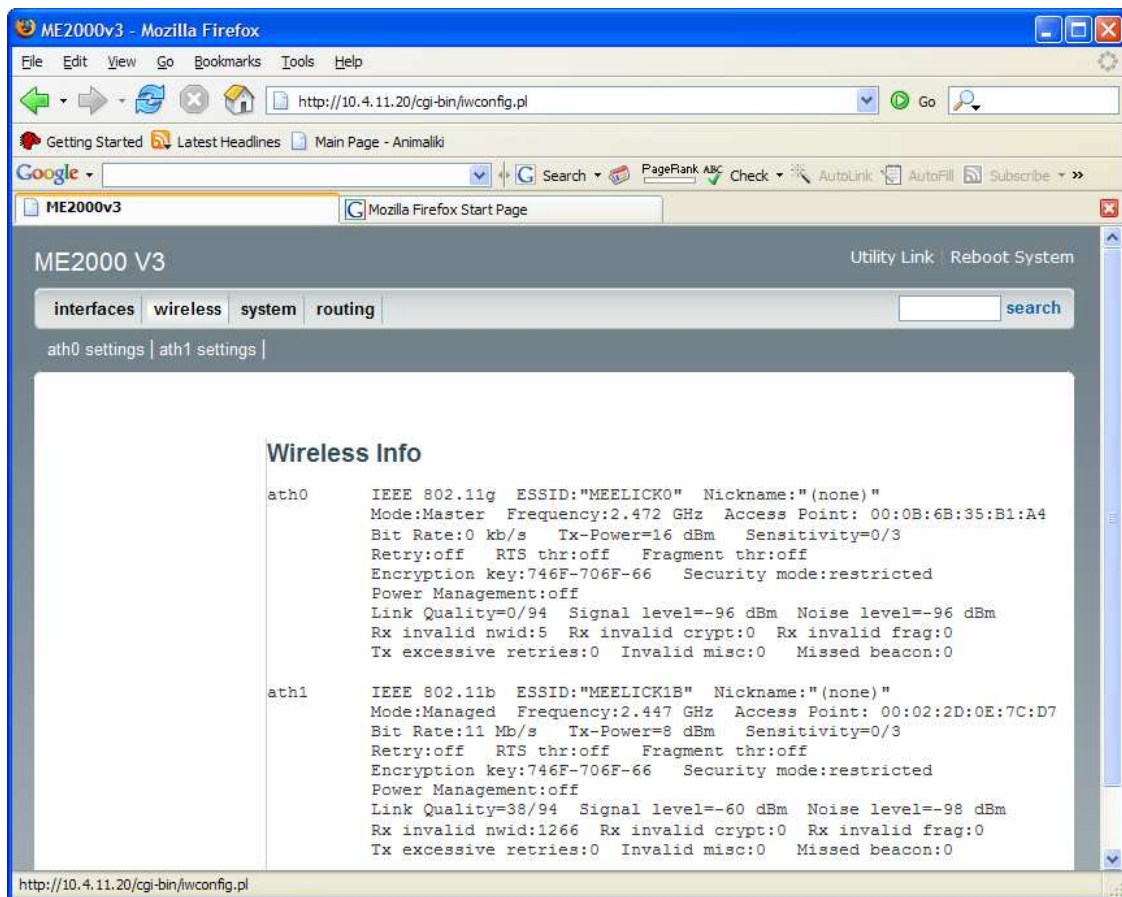 ME2000v3 - Mozilla Firefox
File Edit View Go Bookmarks Tools Help
http://10.4.11.20/cgi-bin/iwconfig.pl Go
Getting Started Latest Headlines Main Page - Animaliki
Google Search PageRank ABC Check AutoLink AutoFill Subscribe
ME2000v3 Mozilla Firefox Start Page
ME2000 V3 Utility Link | Reboot System
interfaces wireless system routing search
ath0 settings | ath1 settings |
Wireless Info
ath0 IEEE 802.11g ESSID:"MEELICK0" Nickname:"(none)"
Mode:Master Frequency:2.472 GHz Access Point: 00:0B:6B:35:B1:A4
Bit Rate:0 kb/s Tx-Power=16 dBm Sensitivity=0/3
Retry:off RTS thr:off Fragment thr:off
Encryption key:746F-706F-66 Security mode:restricted
Power Management:off
Link Quality=0/94 Signal level=-96 dBm Noise level=-96 dBm
Rx invalid nwid:5 Rx invalid crypt:0 Rx invalid frag:0
Tx excessive retries:0 Invalid misc:0 Missed beacon:0
ath1 IEEE 802.11b ESSID:"MEELICK1B" Nickname:"(none)"
Mode:Managed Frequency:2.447 GHz Access Point: 00:02:2D:0E:7C:D7
Bit Rate:11 Mb/s Tx-Power=8 dBm Sensitivity=0/3
Retry:off RTS thr:off Fragment thr:off
Encryption key:746F-706F-66 Security mode:restricted
Power Management:off
Link Quality=38/94 Signal level=-60 dBm Noise level=-98 dBm
Rx invalid nwid:1266 Rx invalid crypt:0 Rx invalid frag:0
Tx excessive retries:0 Invalid misc:0 Missed beacon:0
http://10.4.11.20/cgi-bin/iwconfig.pl